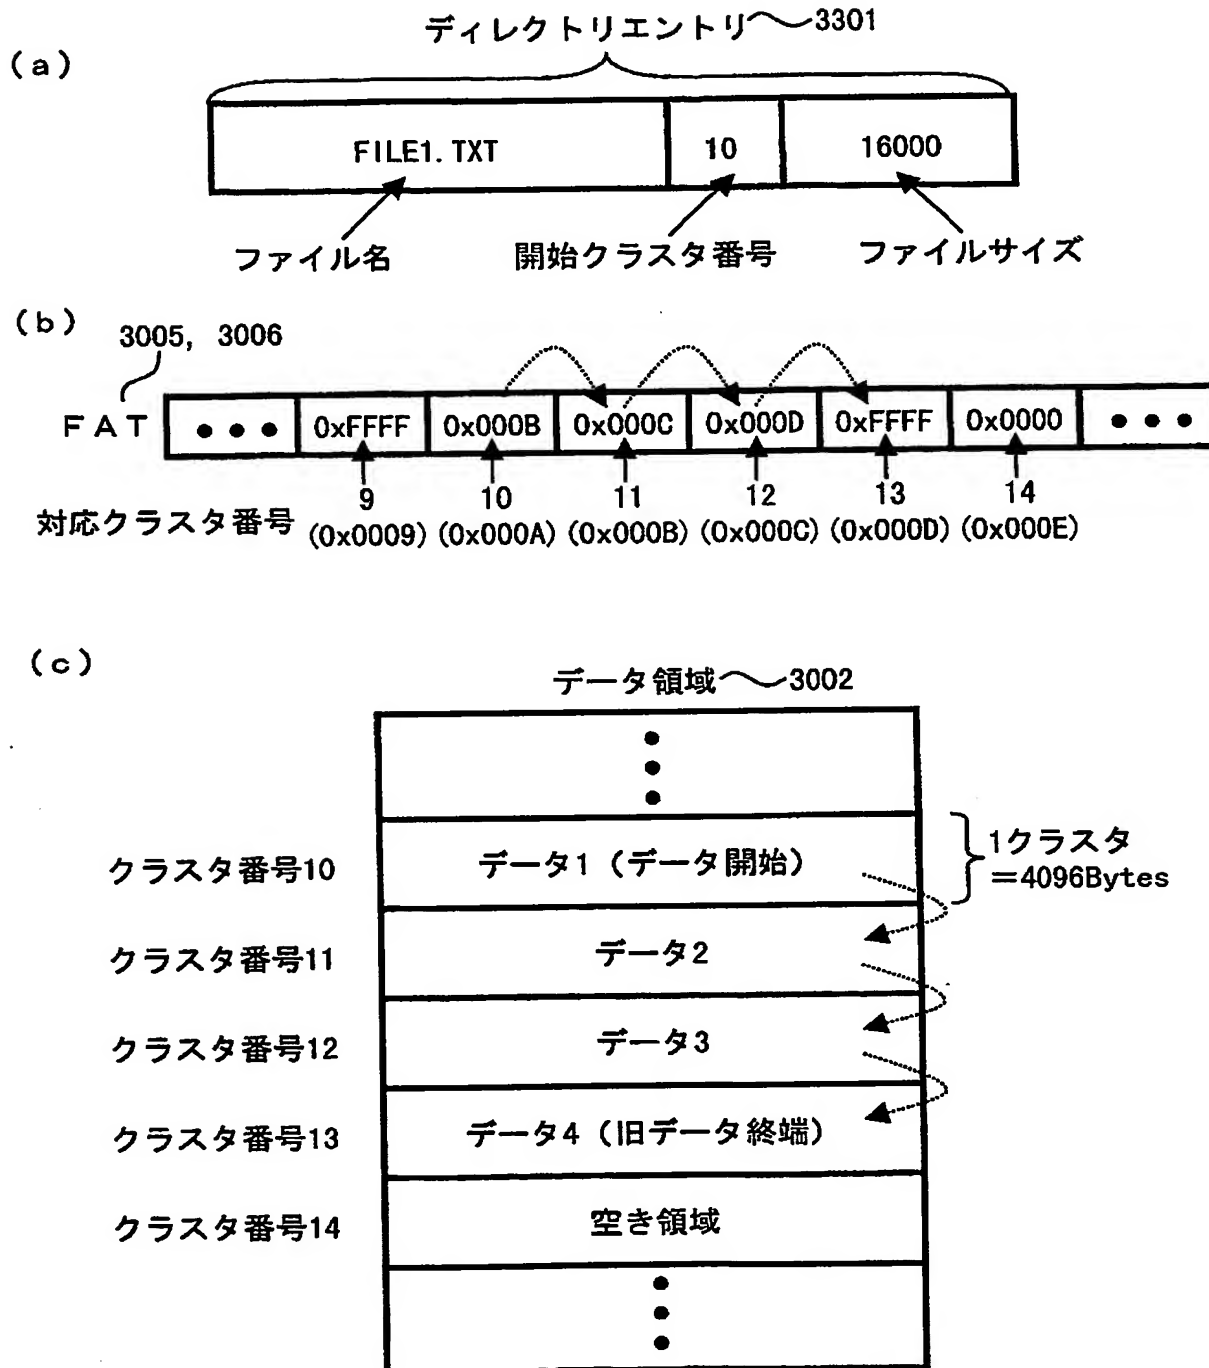 (a)
ディレクトリエントリ 3301
FILE1.TXT 10 16000
ファイル名 開始クラスタ番号 ファイルサイズ
(b)
3005, 3006
FAT ••• 0xFFFF 0x000B 0x000C 0x000D 0xFFFF 0x0000 •••
9 10 11 12 13 14
対応クラスタ番号 (0x0009) (0x000A) (0x000B) (0x000C) (0x000D) (0x000E)
(c)
データ領域 3002
クラスタ番号10 データ1 (データ開始) 1クラスタ
=4096Bytes
クラスタ番号11 データ2
クラスタ番号12 データ3
クラスタ番号13 データ4 (旧データ終端)
クラスタ番号14 空き領域